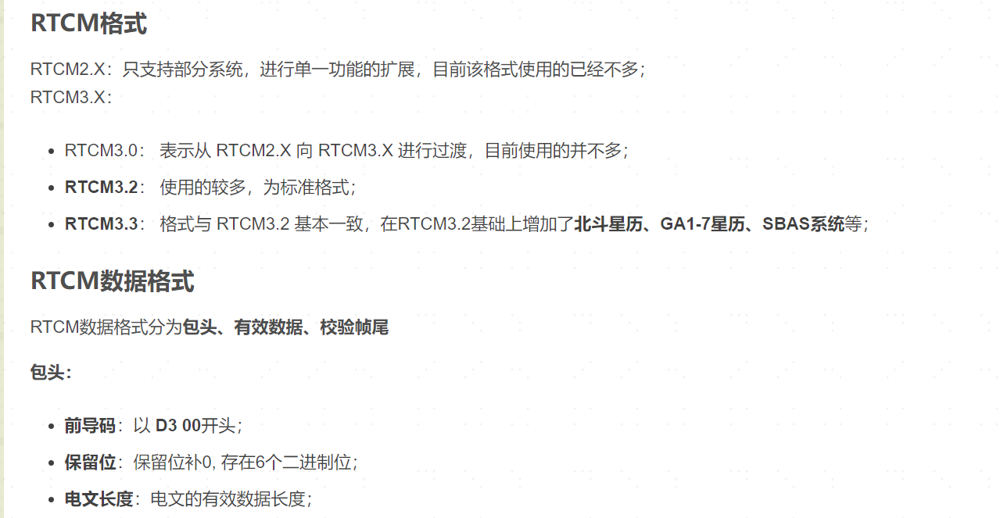 RTCM格式
RTCM2.X：只支持部分系统，进行单一功能的扩展，目前该格式使用的已经不多；
RTCM3.X：
RTCM3.0： 表示从 RTCM2.X 向 RTCM3.X 进行过渡，目前使用的并不多；
RTCM3.2： 使用的较多，为标准格式；
RTCM3.3： 格式与 RTCM3.2 基本一致，在RTCM3.2基础上增加了北斗星历、GA1-7星历、SBAS系统等；
RTCM数据格式
RTCM数据格式分为包头、有效数据、校验帧尾
包头：
前导码：以 D3 00开头；
保留位：保留位补0, 存在6个二进制位；
电文长度：电文的有效数据长度；